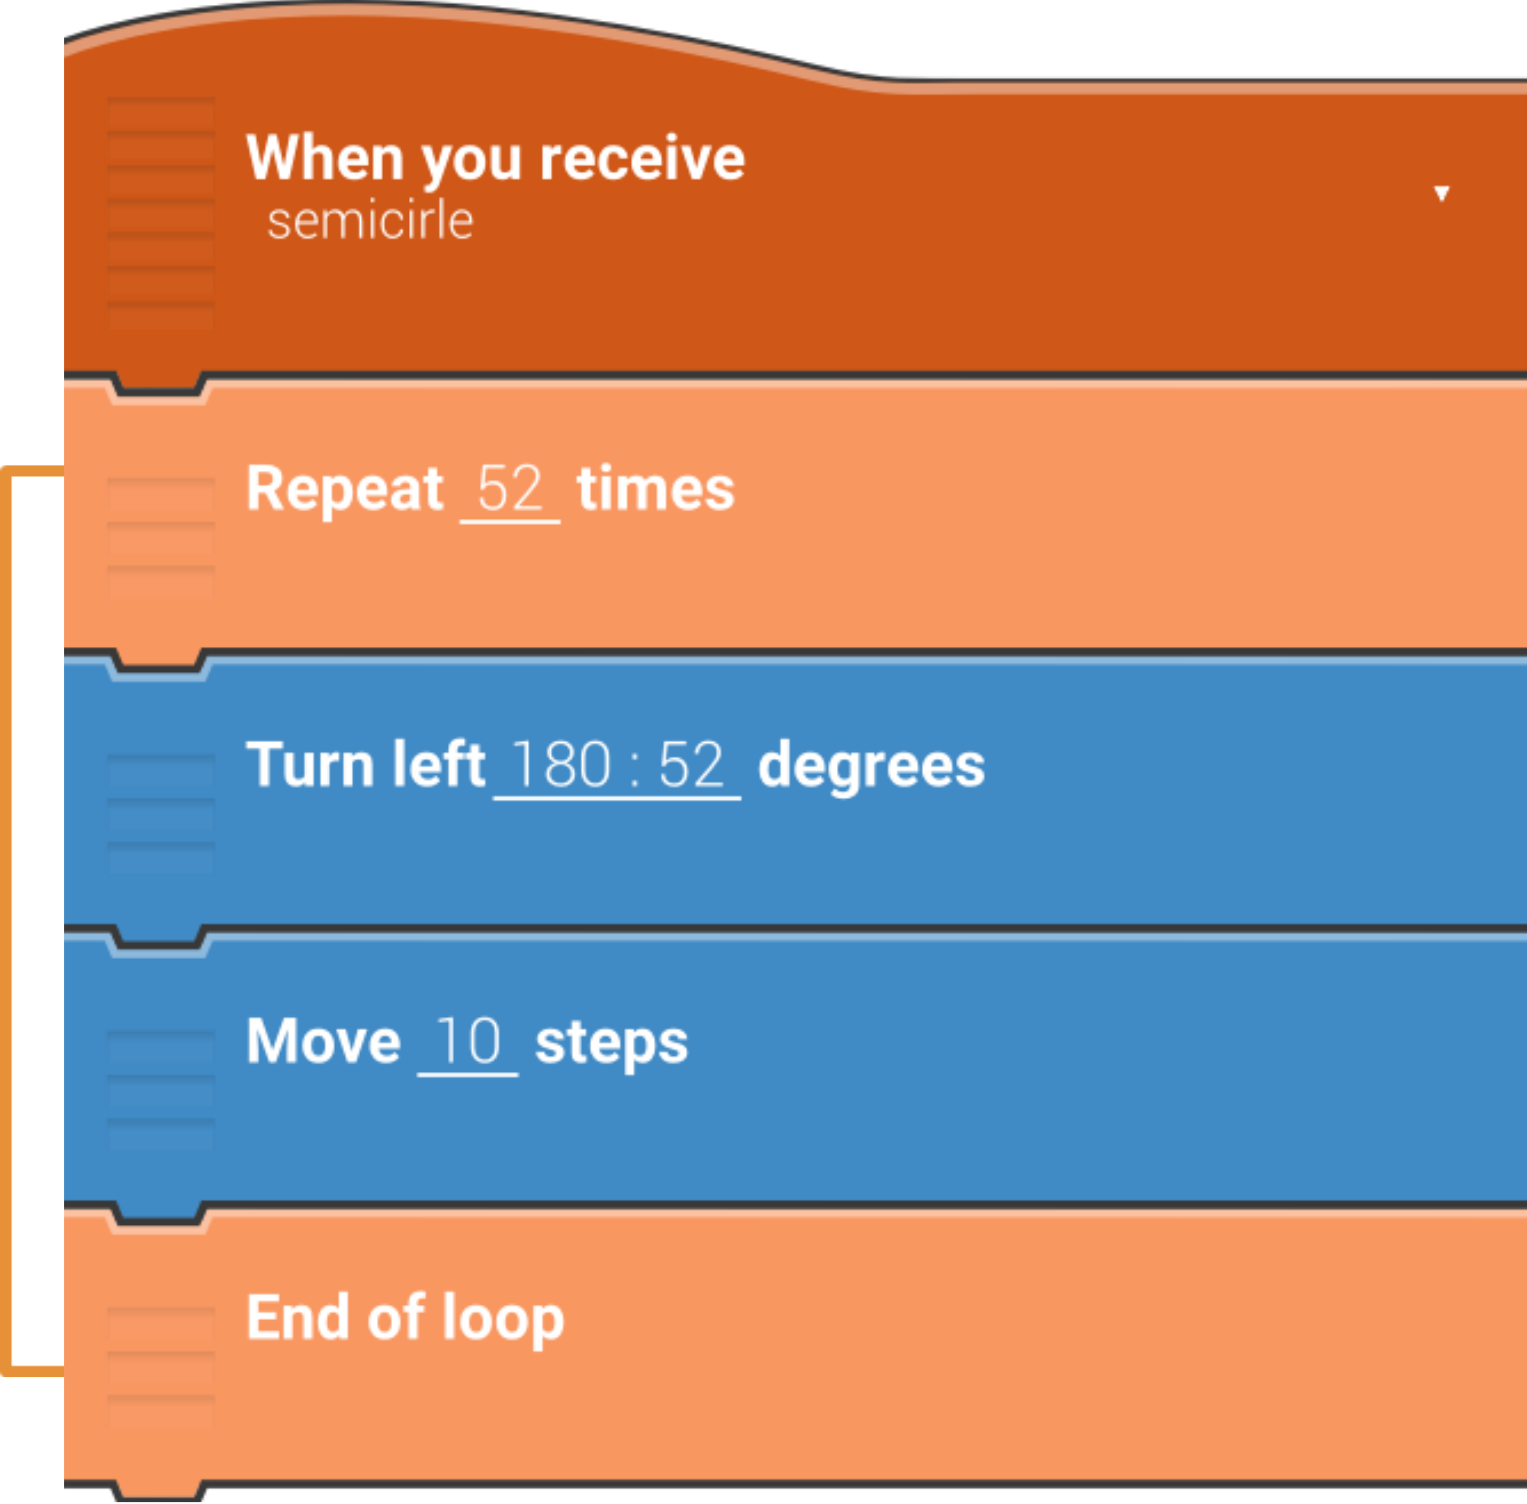 When you receive
semicirle
Repeat 52 times
Turn left 180 : 52 degrees
Move 10 steps
End of loop